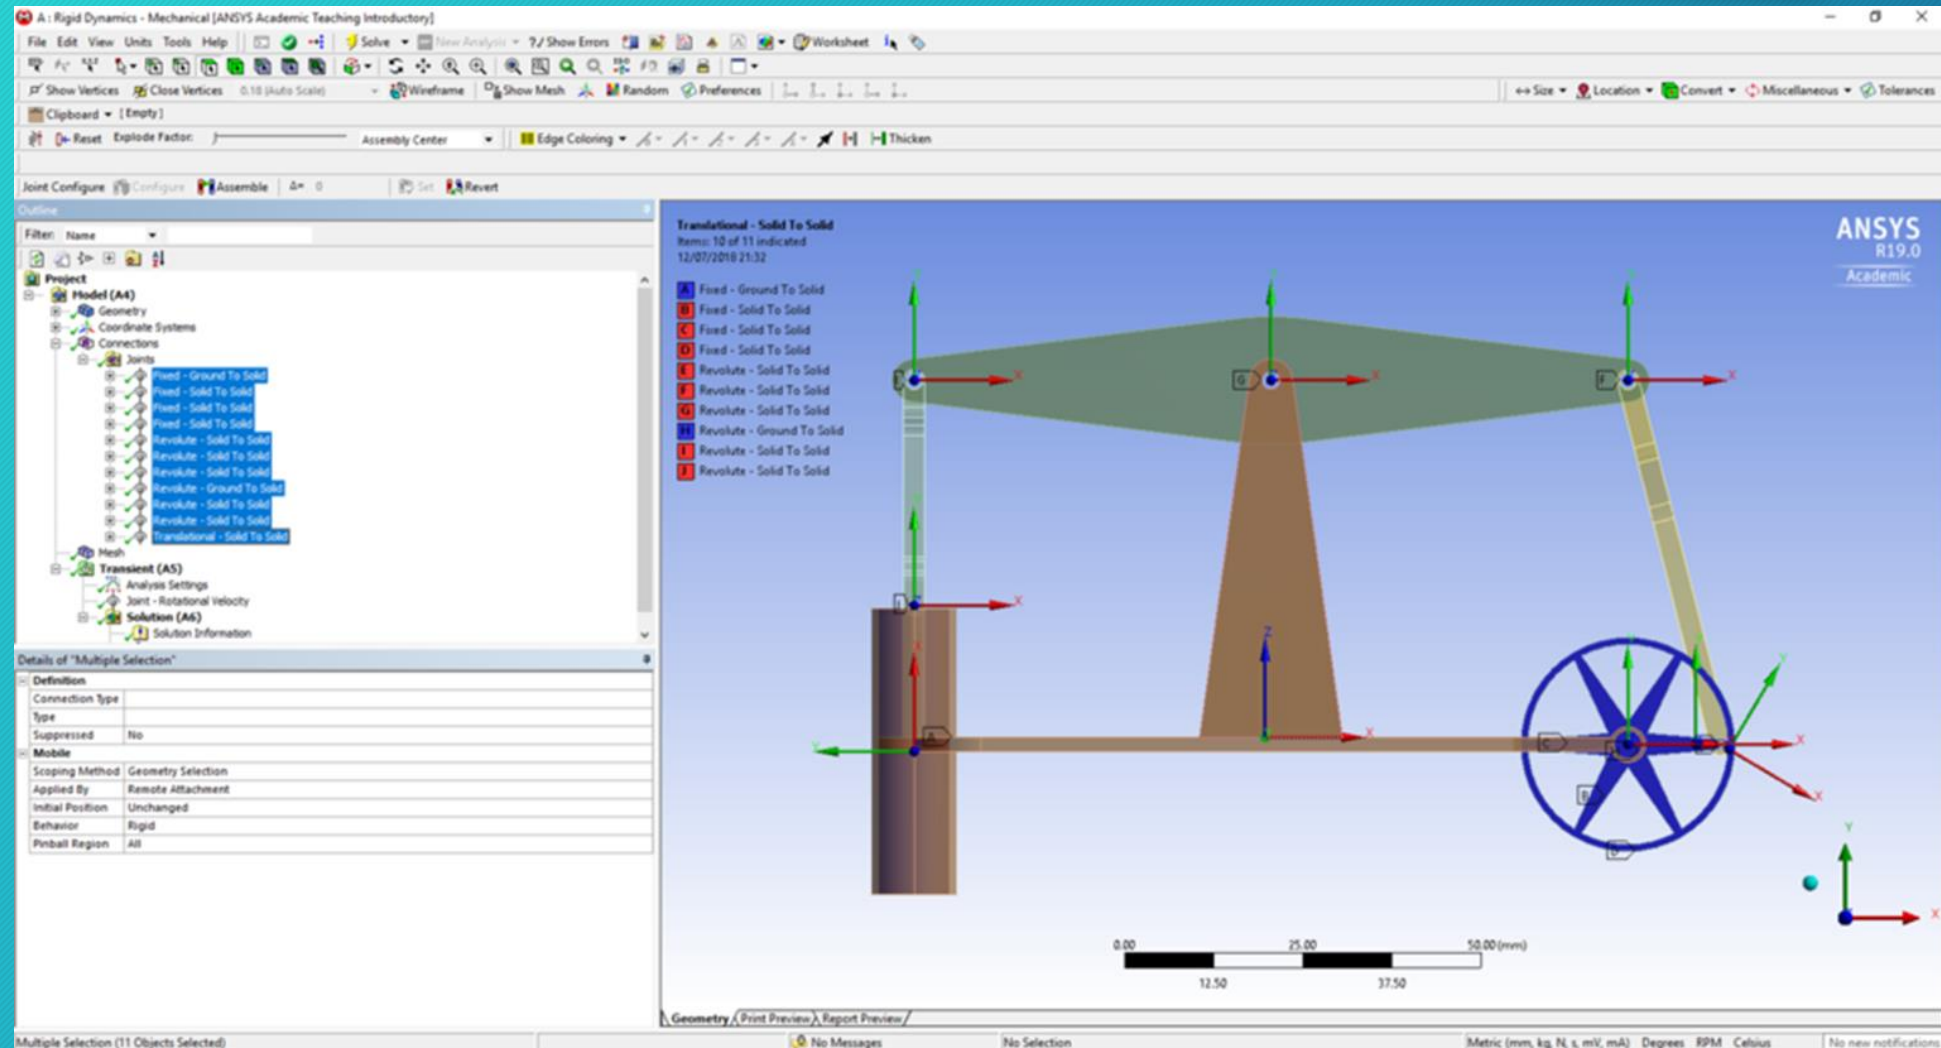 A : Rigid Dynamics - Mechanical [ANSYS Academic Teaching Introductory]
File Edit View Units Tools Help Solve New Analysis ?/ Show Errors Worksheet
Show Vertices Close Vertices 0.18 (Auto Scale) Wireframe Show Mesh Random Preferences Size Location Convert Miscellaneous Tolerances
Clipboard [Empty]
Reset Explode Factor: Assembly Center Edge Coloring Thicken
Joint Configure Configure Assemble Δ= 0 Set Revert
Outline
Filter: Name
Project
Model (A4)
Geometry
Coordinate Systems
Connections
Joints
Fixed - Ground To Solid
Fixed - Solid To Solid
Fixed - Solid To Solid
Fixed - Solid To Solid
Revolute - Solid To Solid
Revolute - Solid To Solid
Revolute - Solid To Solid
Revolute - Ground To Solid
Revolute - Solid To Solid
Revolute - Solid To Solid
Translational - Solid To Solid
Mesh
Transient (A5)
Analysis Settings
Joint - Rotational Velocity
Solution (A6)
Solution Information
Details of "Multiple Selection"
Definition
Connection Type
Type
Suppressed No
Mobile
Scoping Method Geometry Selection
Applied By Remote Attachment
Initial Position Unchanged
Behavior Rigid
Pinball Region All
Translational - Solid To Solid
Items: 10 of 11 indicated
12/07/2018 21:32
A Fixed - Ground To Solid
B Fixed - Solid To Solid
C Fixed - Solid To Solid
D Fixed - Solid To Solid
E Revolute - Solid To Solid
F Revolute - Solid To Solid
G Revolute - Solid To Solid
H Revolute - Ground To Solid
I Revolute - Solid To Solid
J Revolute - Solid To Solid
ANSYS
R19.0
Academic
Y Y Y
X G X F X
X
X Z Y
Y A X C X
B X
D
Y
X
0.00 25.00 50.00 (mm)
12.50 37.50
Geometry Print Preview Report Preview
Multiple Selection (11 Objects Selected) No Messages No Selection Metric (mm, kg, N, s, mV, mA) Degrees RPM Celsius No new notifications